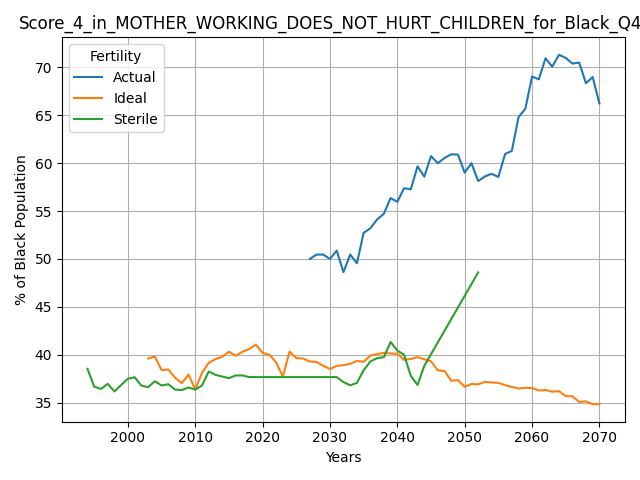 Score_4_in_MOTHER_WORKING_DOES_NOT_HURT_CHILDREN_for_Black_Q4
Fertility
Actual
Ideal
Sterile
% of Black Population
70
65
60
55
50
45
40
35
2000 2010 2020 2030 2040 2050 2060 2070
Years